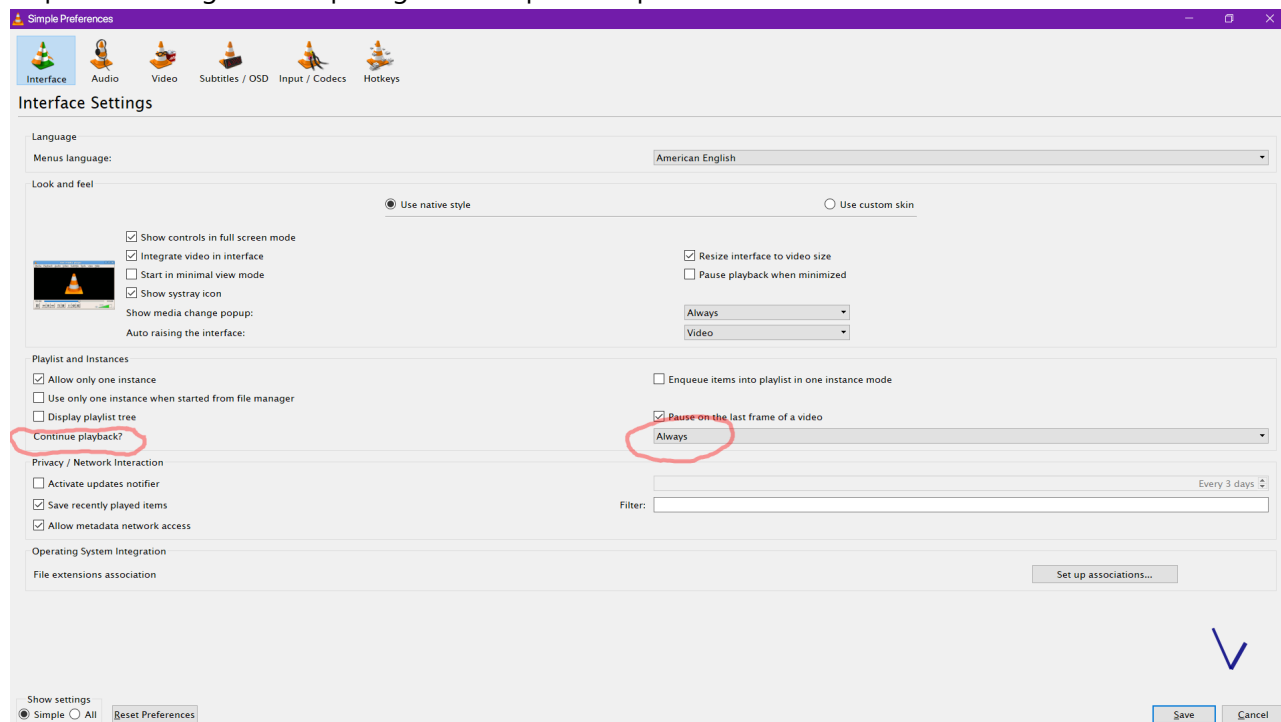 Simple Preferences
Interface Audio Video Subtitles / OSD Input / Codecs Hotkeys
Interface Settings
Language
Menus language: American English
Look and feel
Use native style Use custom skin
Show controls in full screen mode
Integrate video in interface Resize interface to video size
Start in minimal view mode Pause playback when minimized
Show systray icon
Show media change popup: Always
Auto raising the interface: Video
Playlist and Instances
Allow only one instance Enqueue items into playlist in one instance mode
Use only one instance when started from file manager
Display playlist tree Pause on the last frame of a video
Continue playback? Always
Privacy / Network Interaction
Activate updates notifier Every 3 days
Save recently played items Filter:
Allow metadata network access
Operating System Integration
File extensions association Set up associations...
Show settings
Simple All Reset Preferences Save Cancel